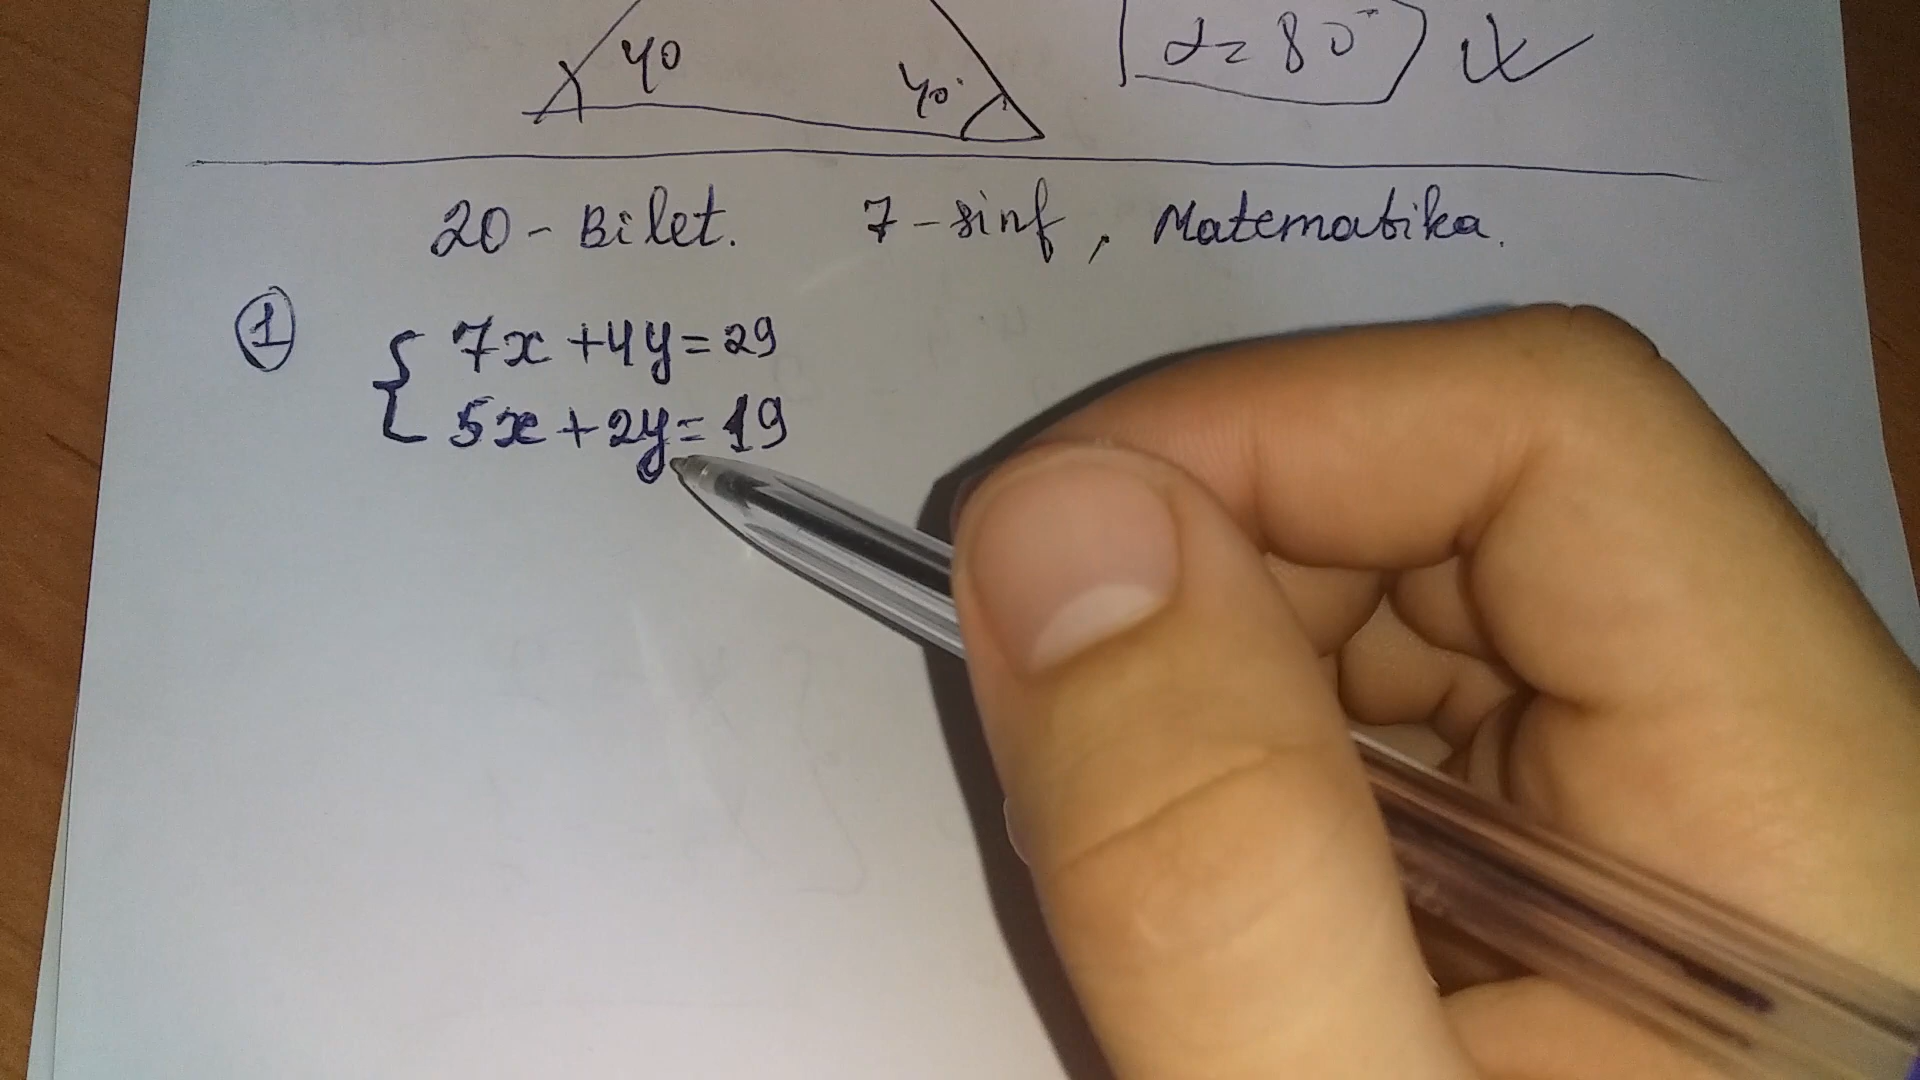 40 40° α = 80°
20 - Bilet. 7 - sinf, Matematika.
1
7x + 4y = 29
5x + 2y = 19